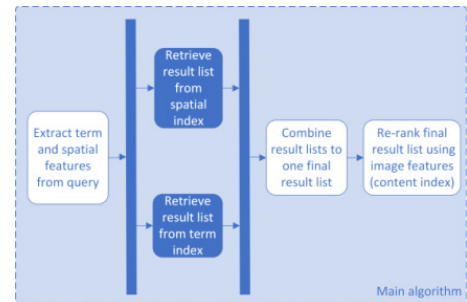 Retrieve
result list
from
spatial
index
Extract term
and spatial
features
from query
Combine
result lists to
one final
result list
Re-rank final
result list using
image features
(content index)
Retrieve
result list
from term
index
Main algorithm